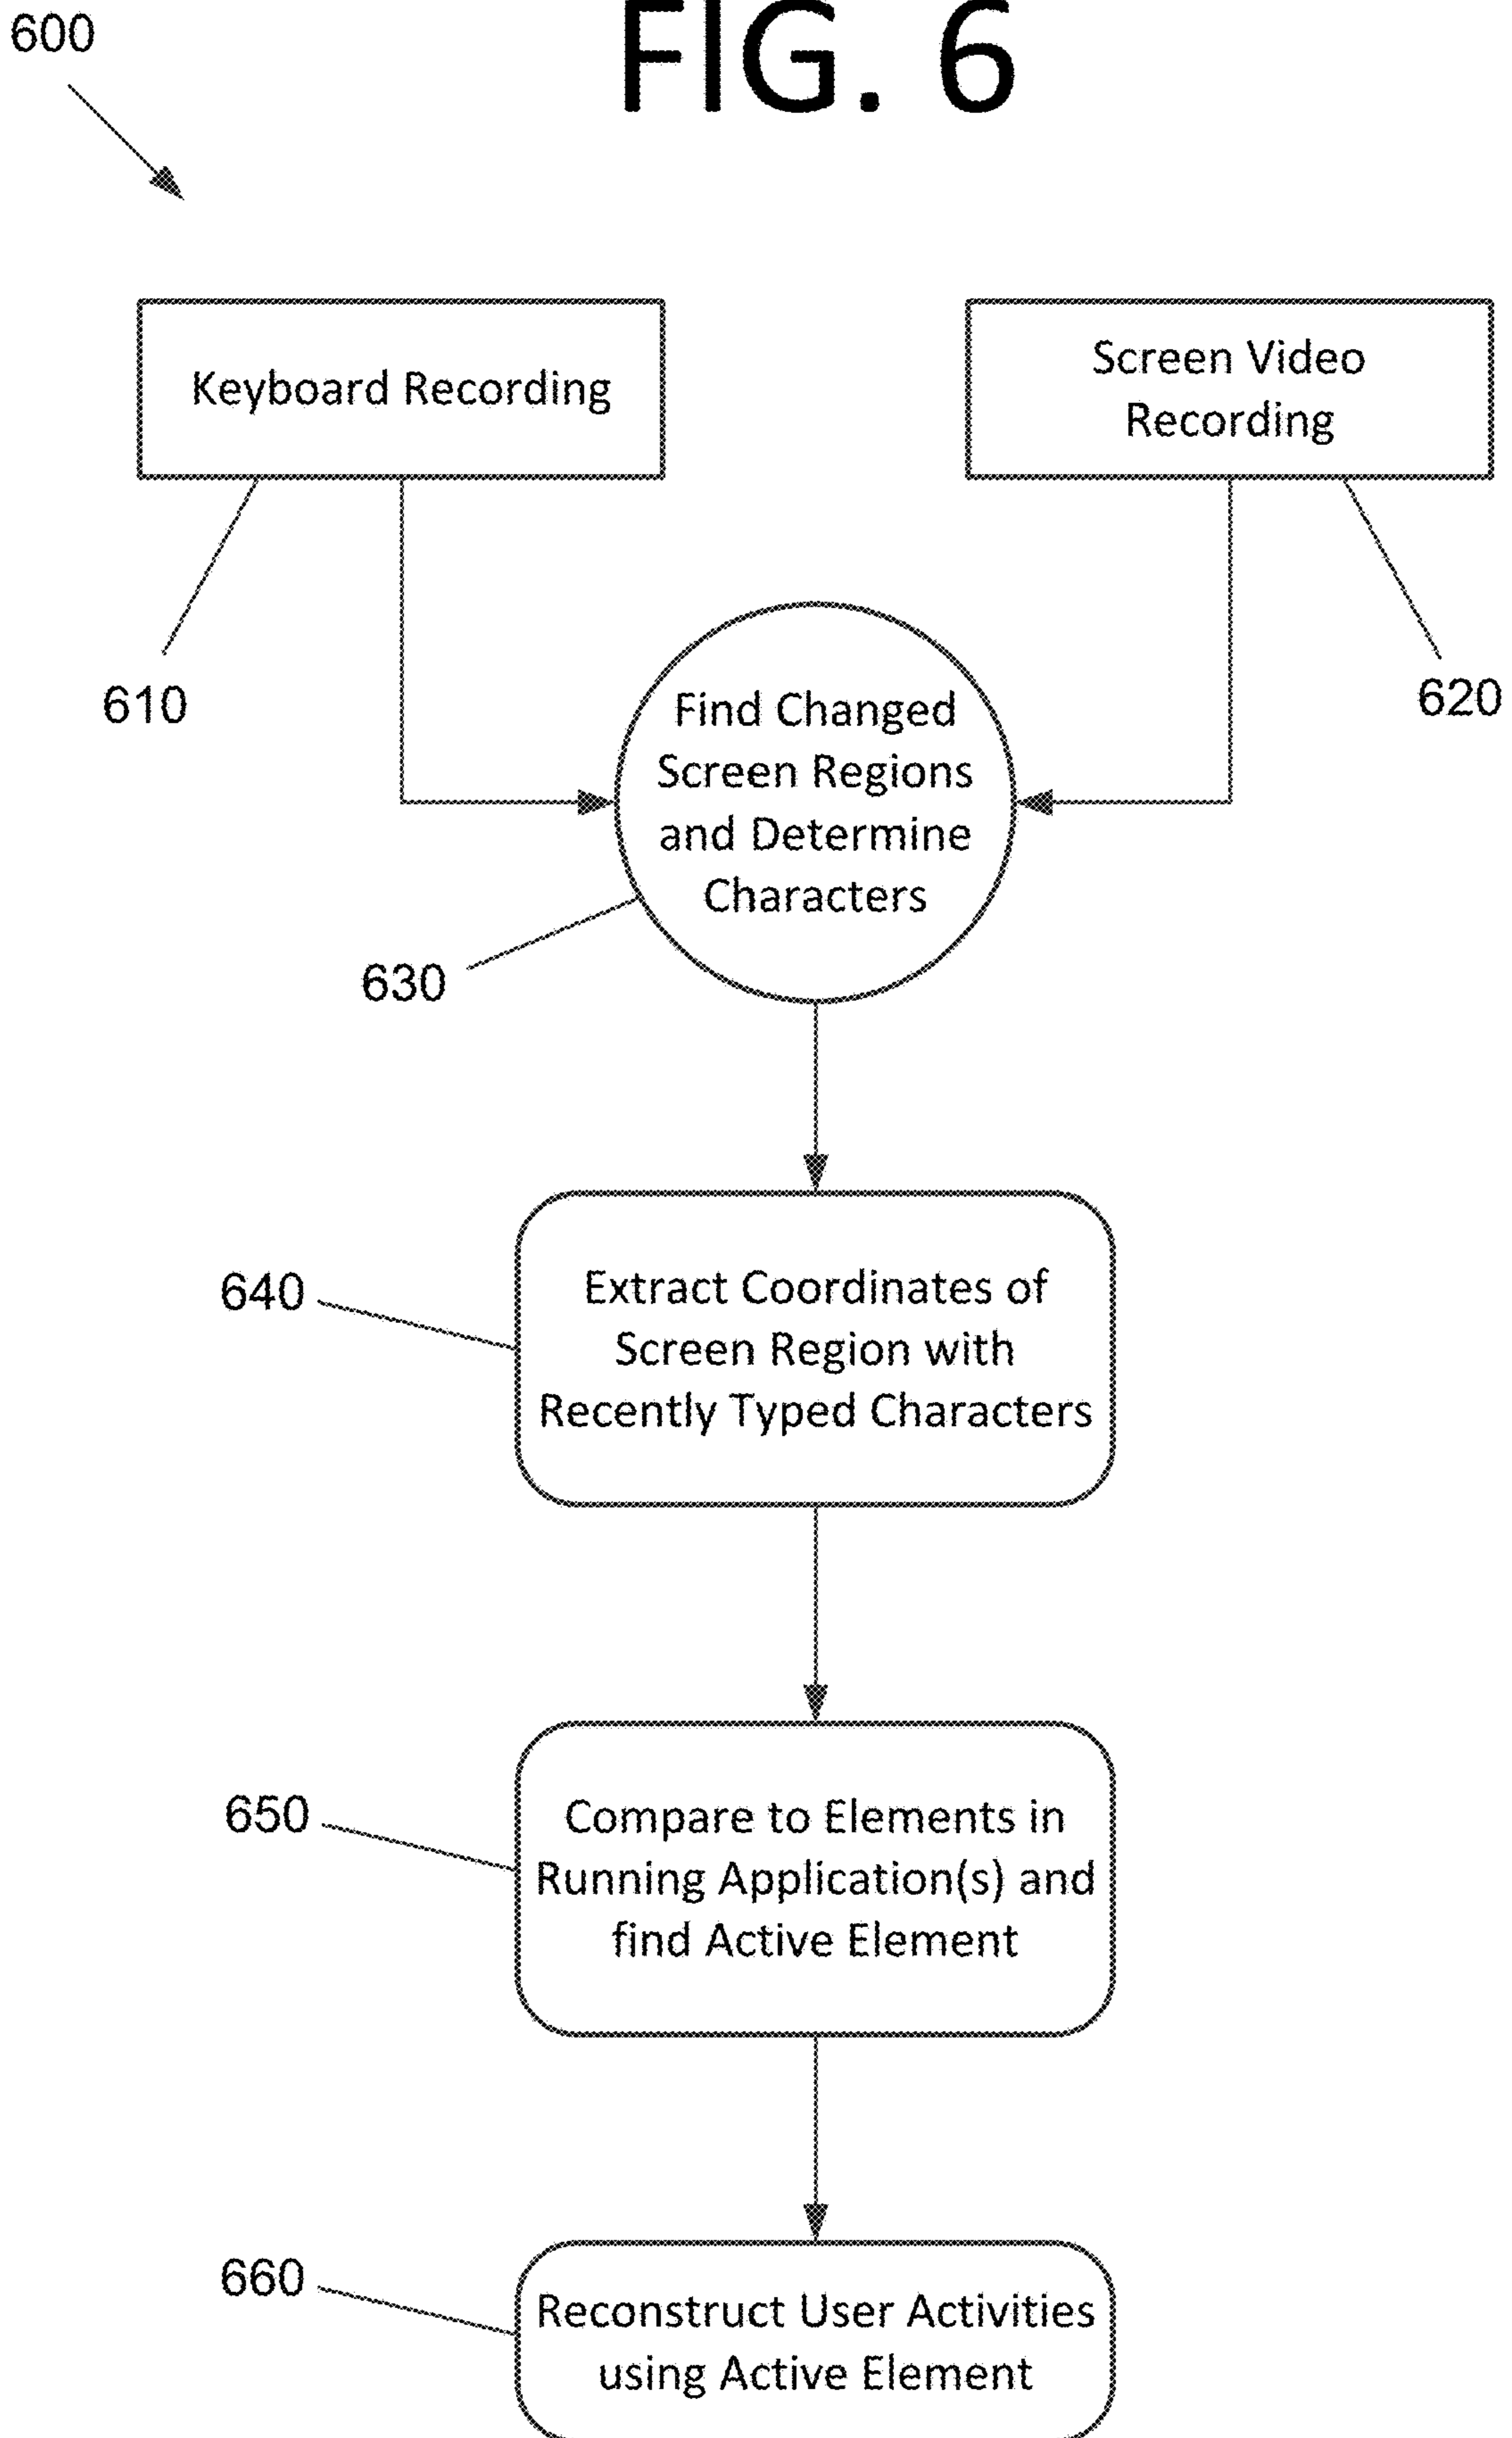 FIG. 6
600
Keyboard Recording
Screen Video
Recording
610
620
Find Changed
Screen Regions
and Determine
Characters
630
640
Extract Coordinates of
Screen Region with
Recently Typed Characters
650
Compare to Elements in
Running Application(s) and
find Active Element
660
Reconstruct User Activities
using Active Element